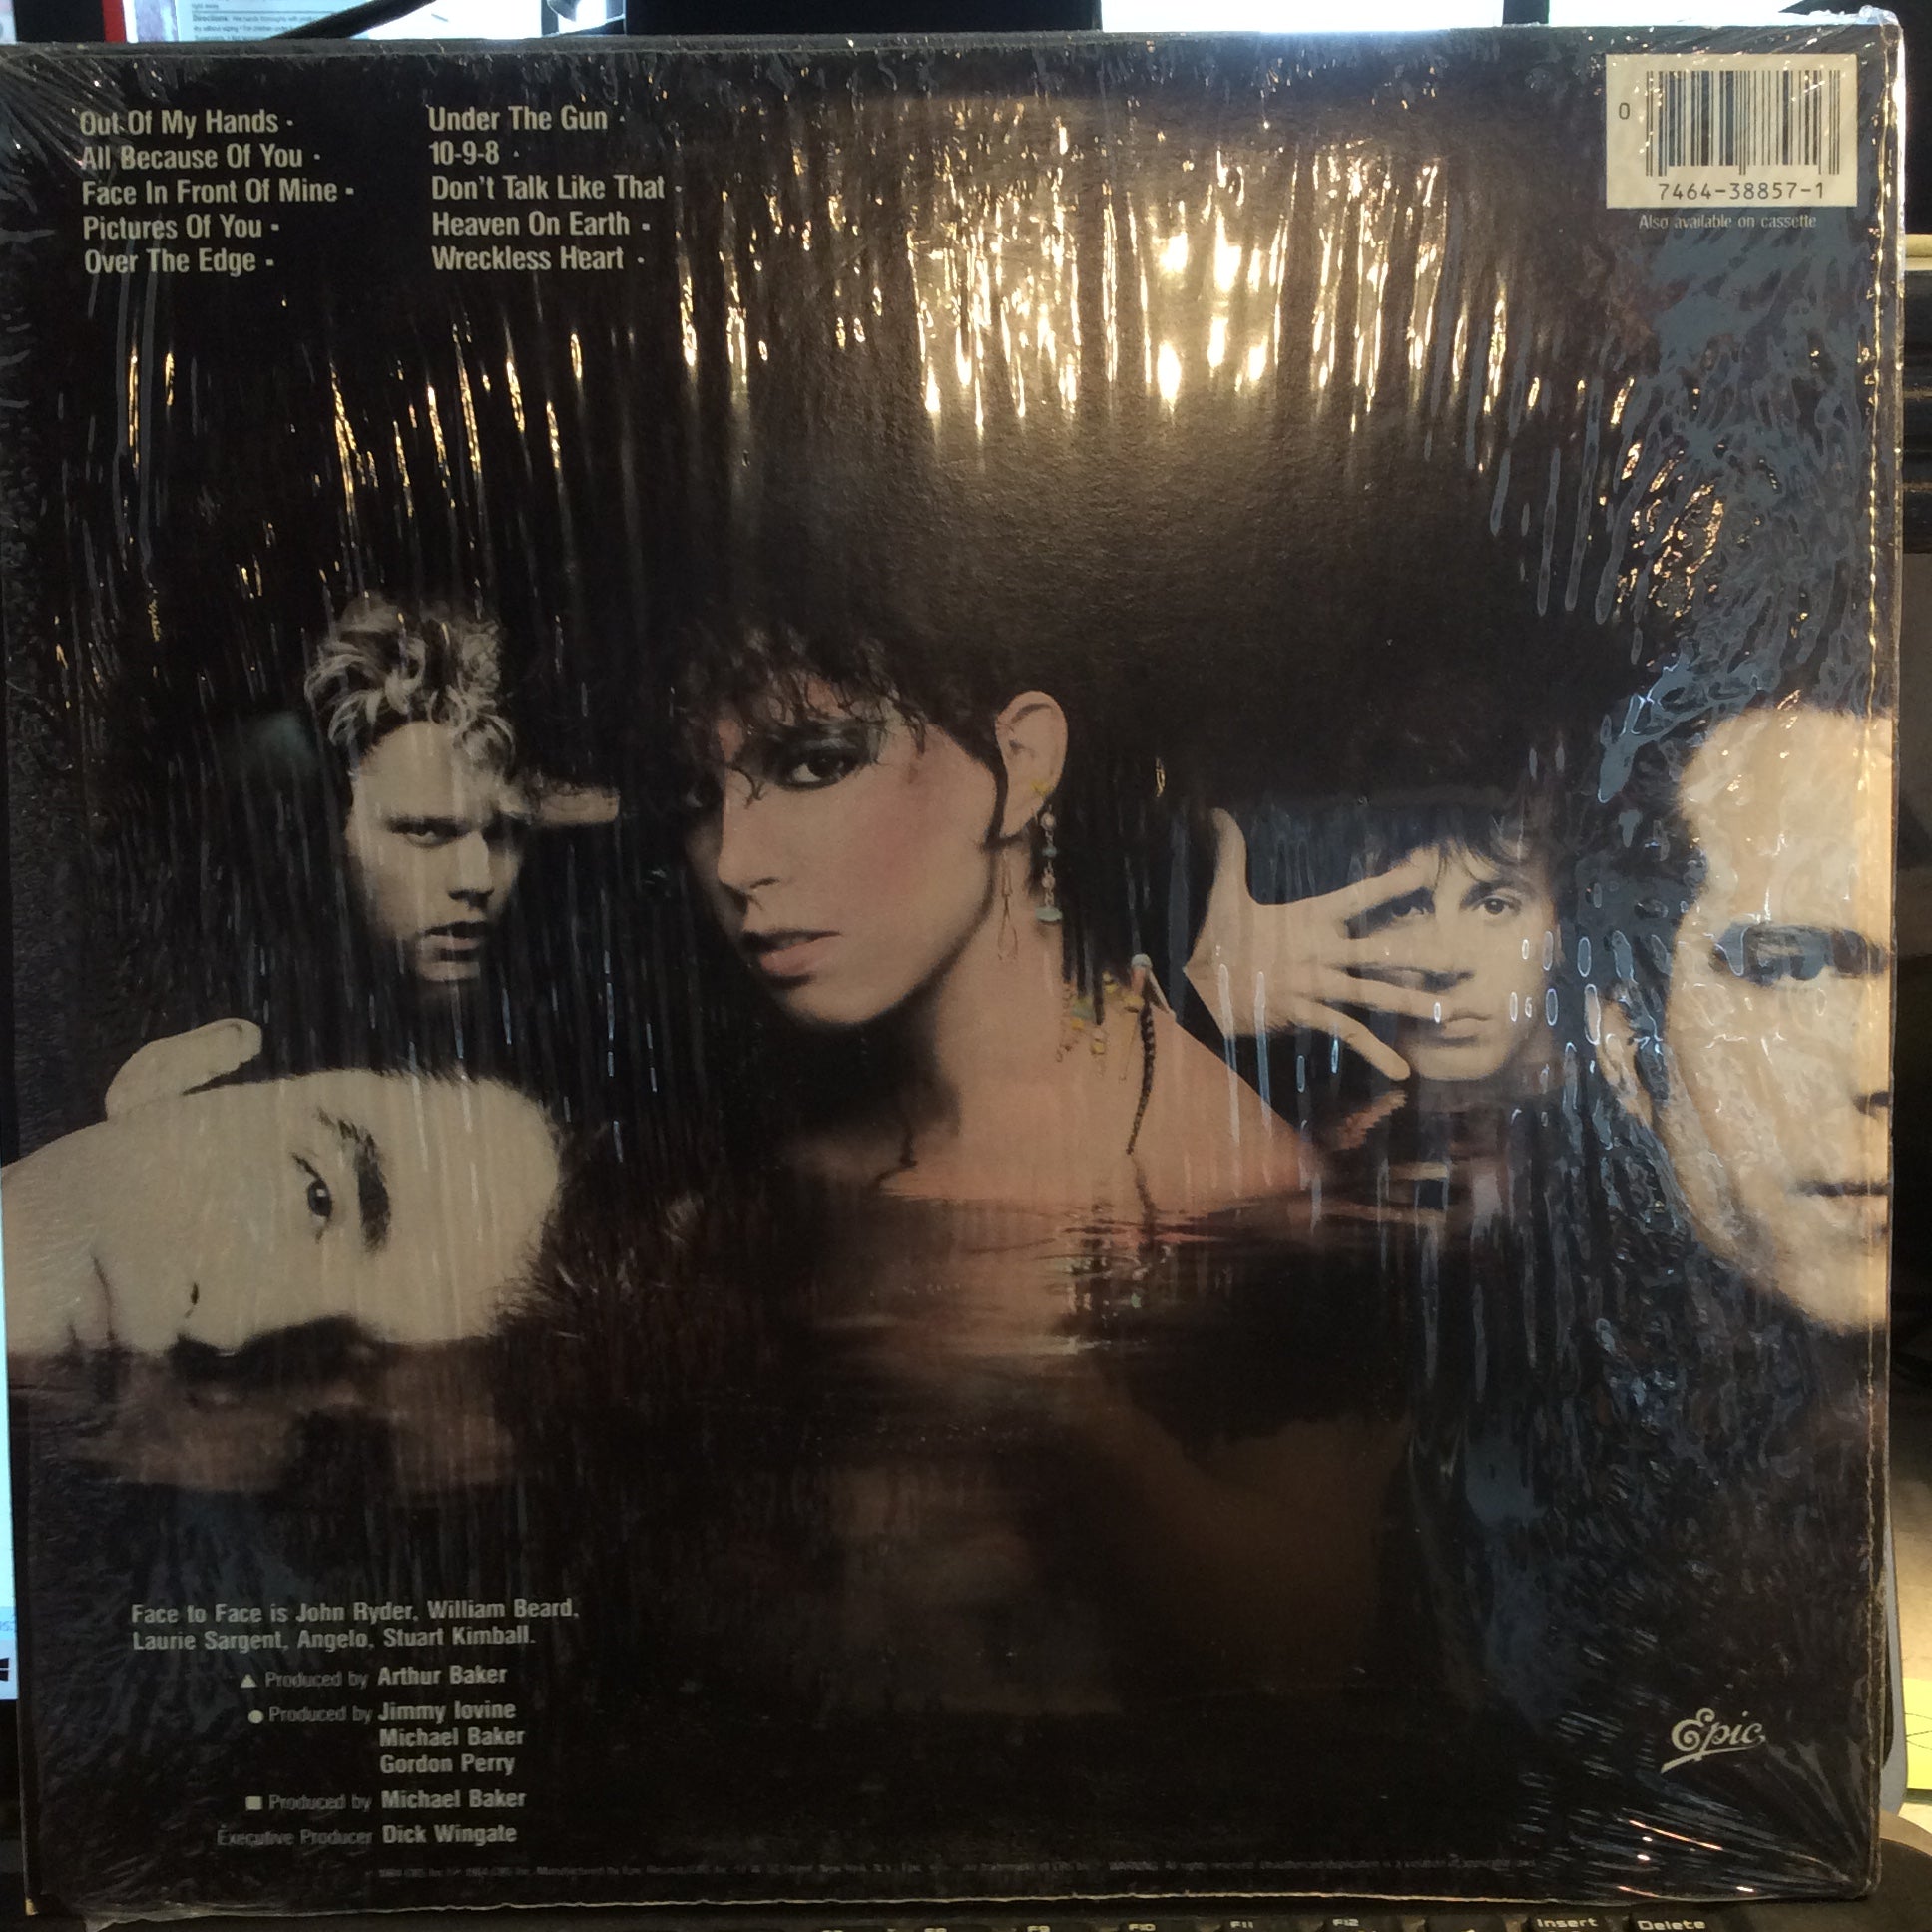 Out Of My Hands ·
All Because Of You ·
Face In Front Of Mine ▪
Pictures Of You ▪
Over The Edge ▪
Under The Gun ·
10-9-8 ·
Don't Talk Like That ·
Heaven On Earth ▪
Wreckless Heart ·
0
7464-38857-1
Also available on cassette
Face to Face is John Ryder, William Beard,
Laurie Sargent, Angelo, Stuart Kimball.
▲ Produced by Arthur Baker
● Produced by Jimmy Iovine
Michael Baker
Gordon Perry
■ Produced by Michael Baker
Executive Producer Dick Wingate
Epic
F9
F10
F11
F12
Insert
Delete